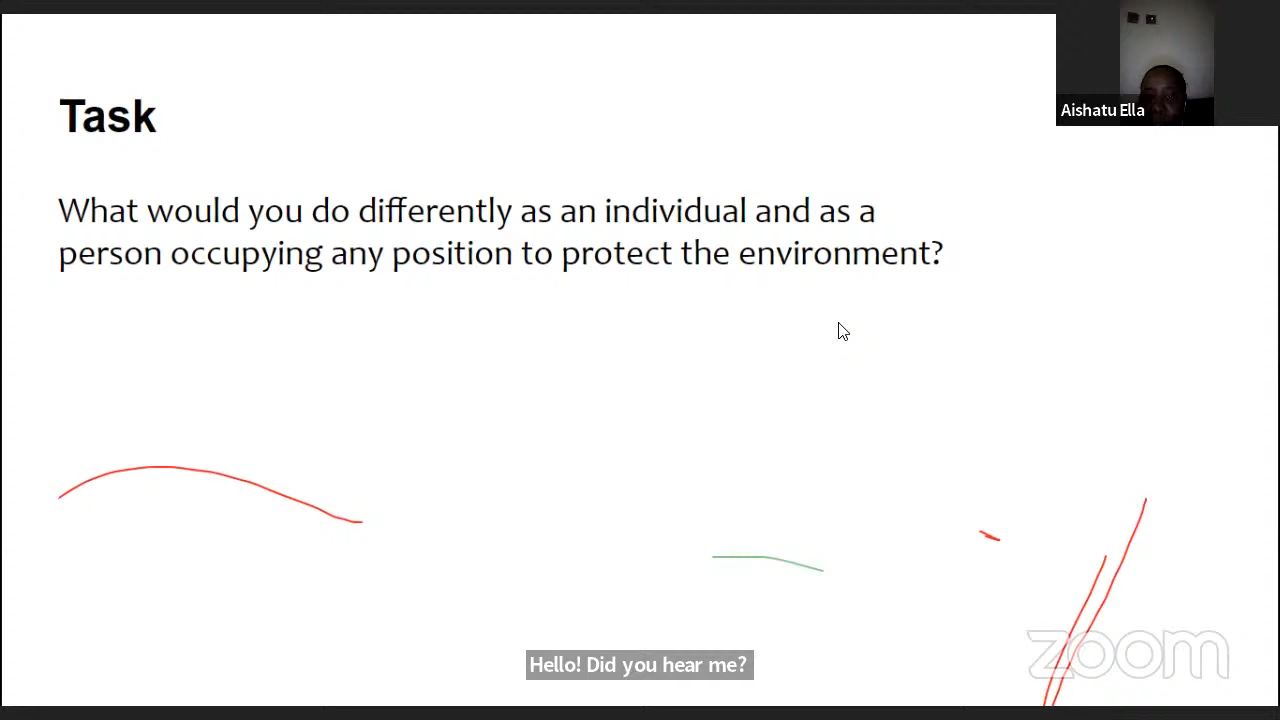 Task
Aishatu Ella
What would you do differently as an individual and as a
person occupying any position to protect the environment?
zoom
Hello! Did you hear me?